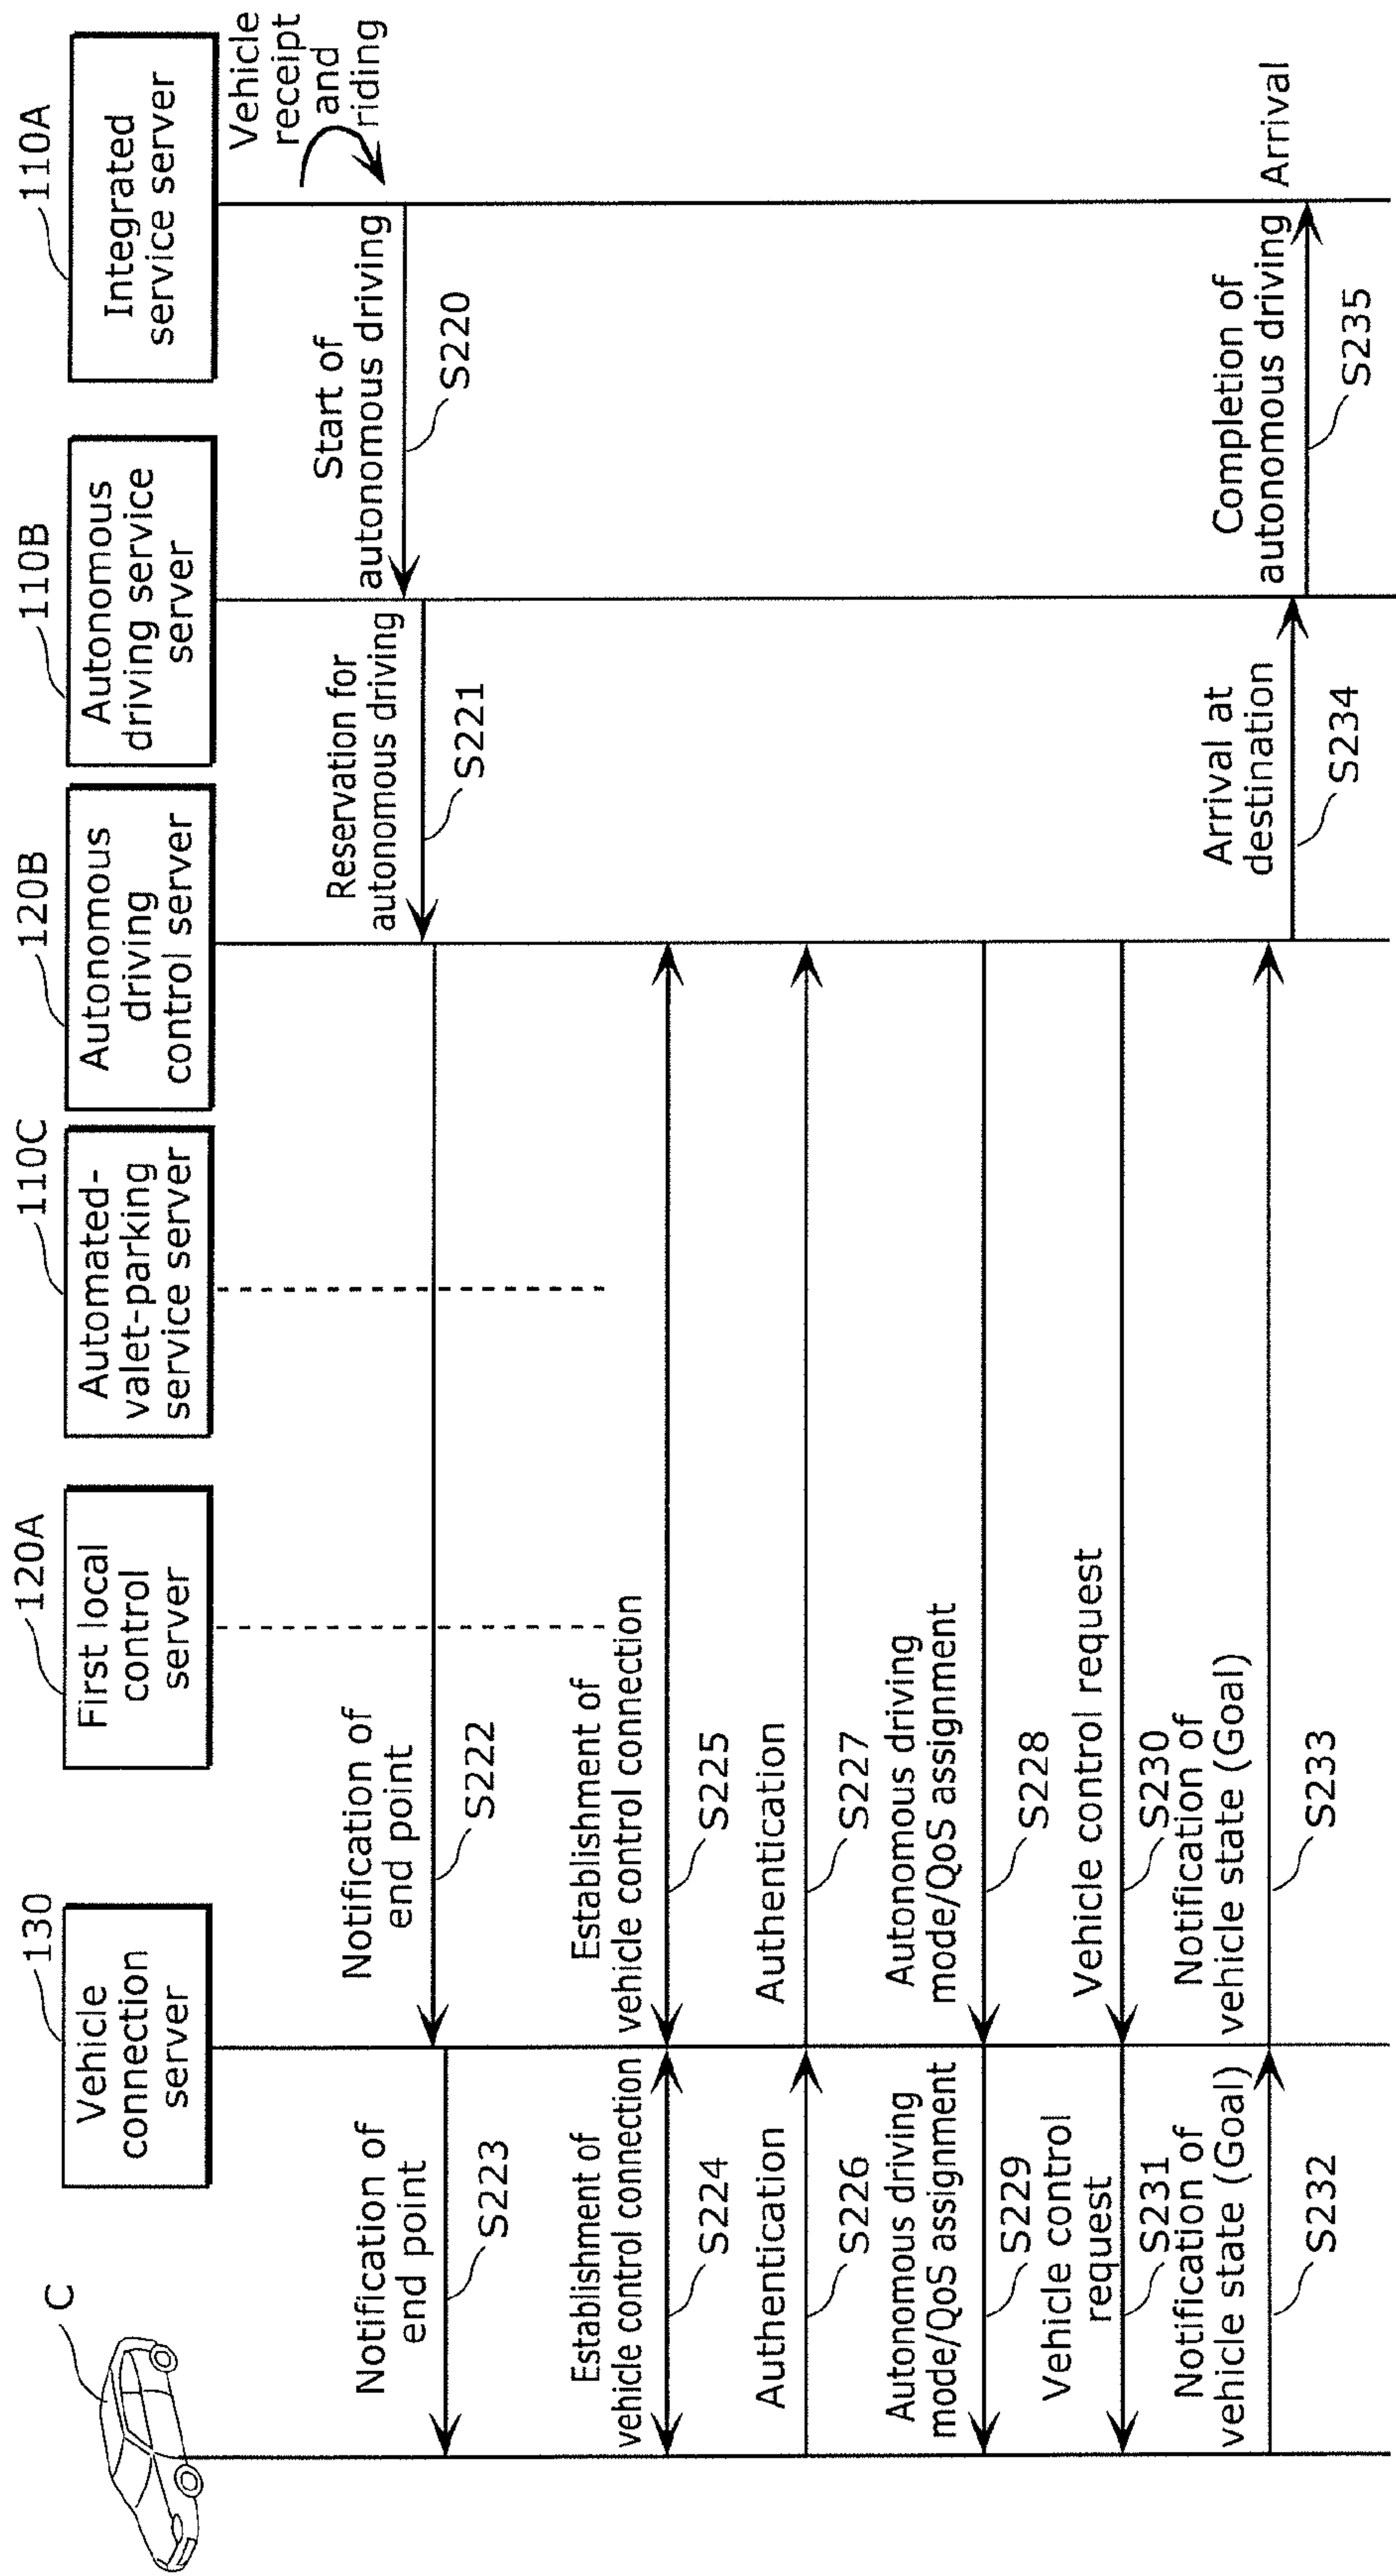 C
130
Vehicle
connection
server
120A
First local
control
server
110C
Automated-
valet-parking
service server
120B
Autonomous
driving
control server
110B
Autonomous
driving service
server
110A
Integrated
service server
Vehicle
receipt
and
riding
Start of
autonomous driving
S220
Reservation for
autonomous driving
S221
Notification of
end point
S222
Notification of
end point
S223
Establishment of
vehicle control connection
S224
Establishment of
vehicle control connection
S225
Authentication
S226
Authentication
S227
Autonomous driving
mode/QoS assignment
S228
Autonomous driving
mode/QoS assignment
S229
Vehicle control request
S230
Vehicle control
request
S231
Notification of
vehicle state (Goal)
S232
Notification of
vehicle state (Goal)
S233
Arrival at
destination
S234
Completion of
autonomous driving
S235
Arrival